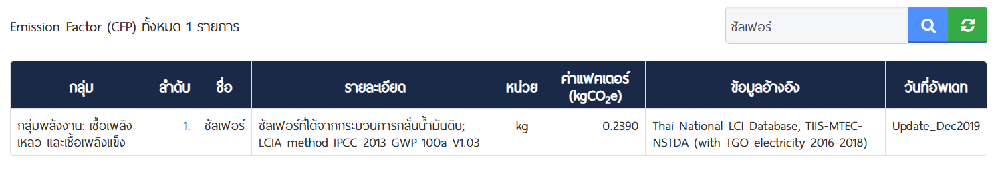 Emission Factor (CFP) ทั้งหมด 1 รายการ
ซัลเฟอร์
กลุ่ม ลำดับ ชื่อ รายละเอียด หน่วย ค่าแฟคเตอร์ (kgCO₂e) ข้อมูลอ้างอิง วันที่อัพเดท
กลุ่มพลังงาน: เชื้อเพลิง 1. ซัลเฟอร์ ซัลเฟอร์ที่ได้จากกระบวนการกลั่นน้ำมันดิบ; kg 0.2390 Thai National LCI Database, TIIS-MTEC- Update_Dec2019
เหลว และเชื้อเพลิงแข็ง LCIA method IPCC 2013 GWP 100a V1.03 NSTDA (with TGO electricity 2016-2018)